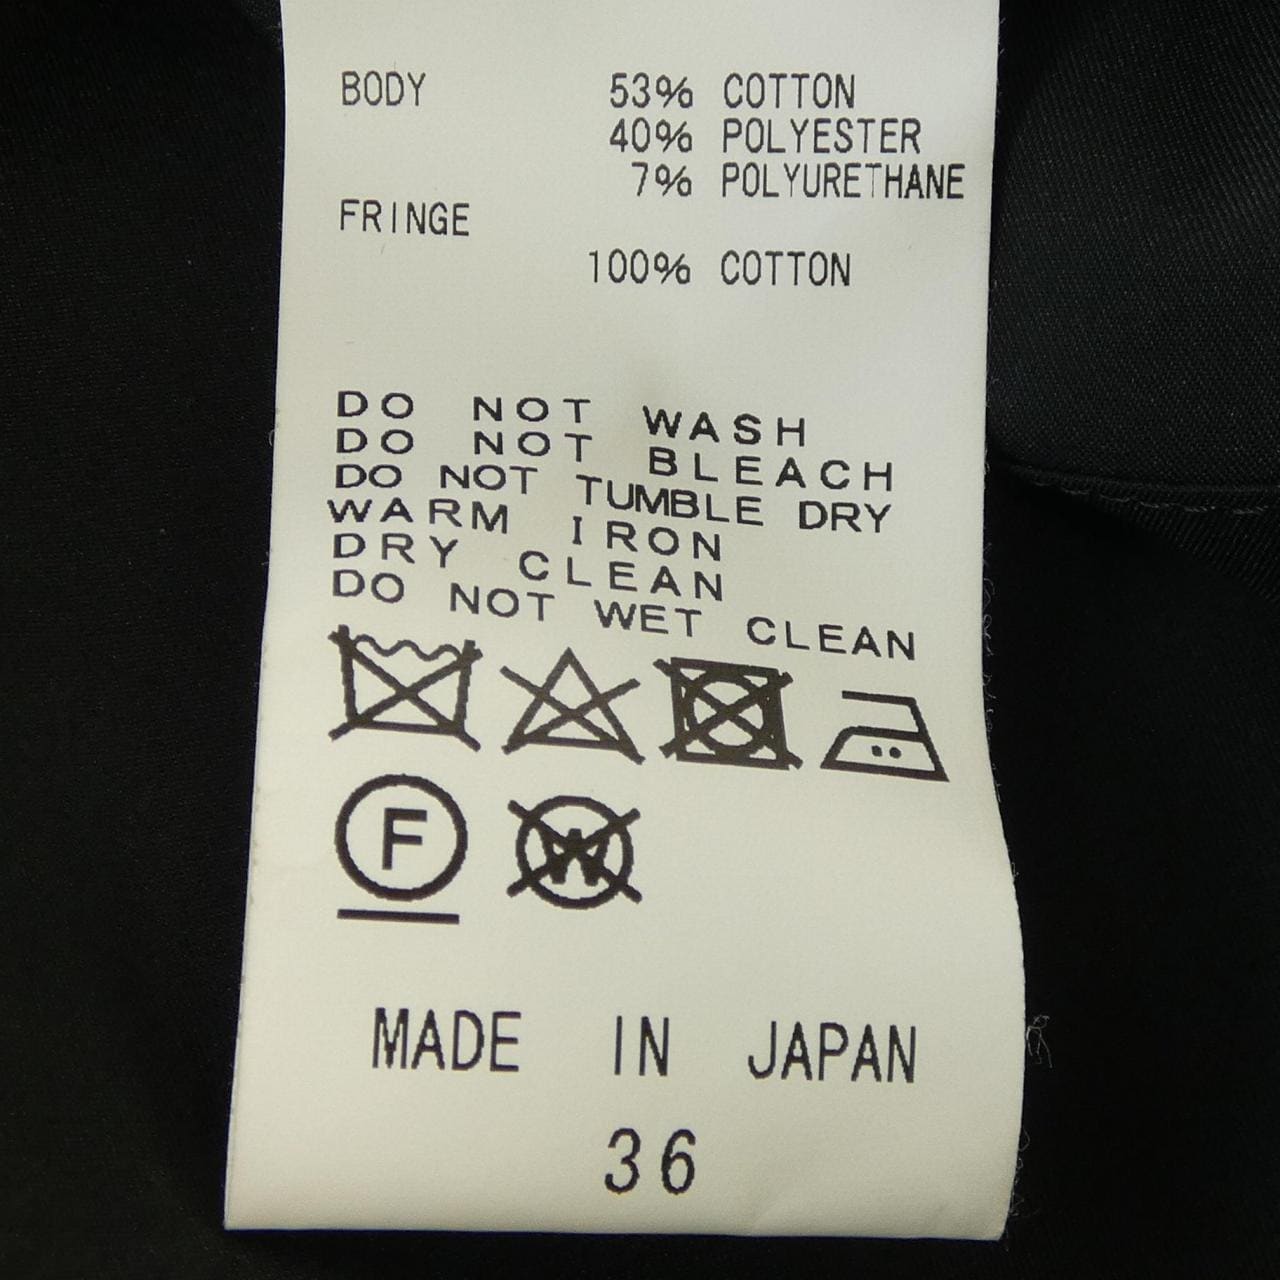 BODY 53% COTTON
40% POLYESTER
7% POLYURETHANE
FRINGE
100% COTTON
DO NOT WASH
DO NOT BLEACH
DO NOT TUMBLE DRY
WARM IRON
DRY CLEAN
DO NOT WET CLEAN
F W
MADE IN JAPAN
36